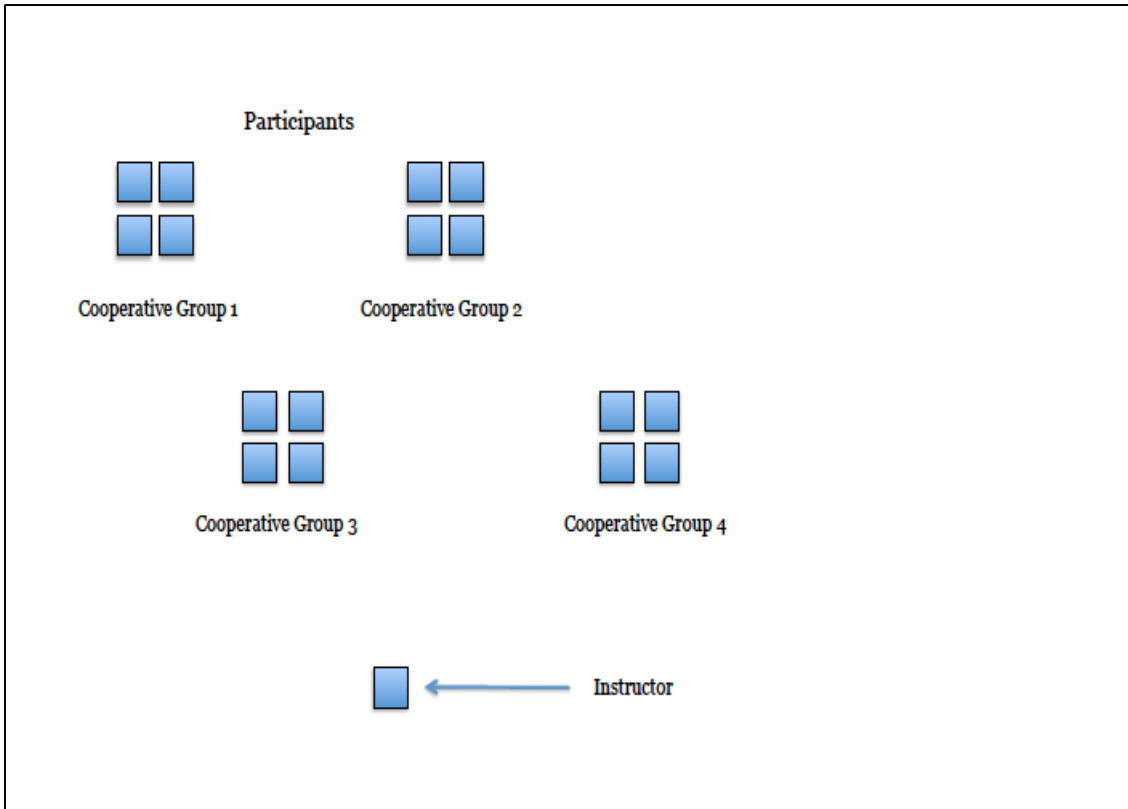 Participants
Cooperative Group 1
Cooperative Group 2
Cooperative Group 3
Cooperative Group 4
Instructor